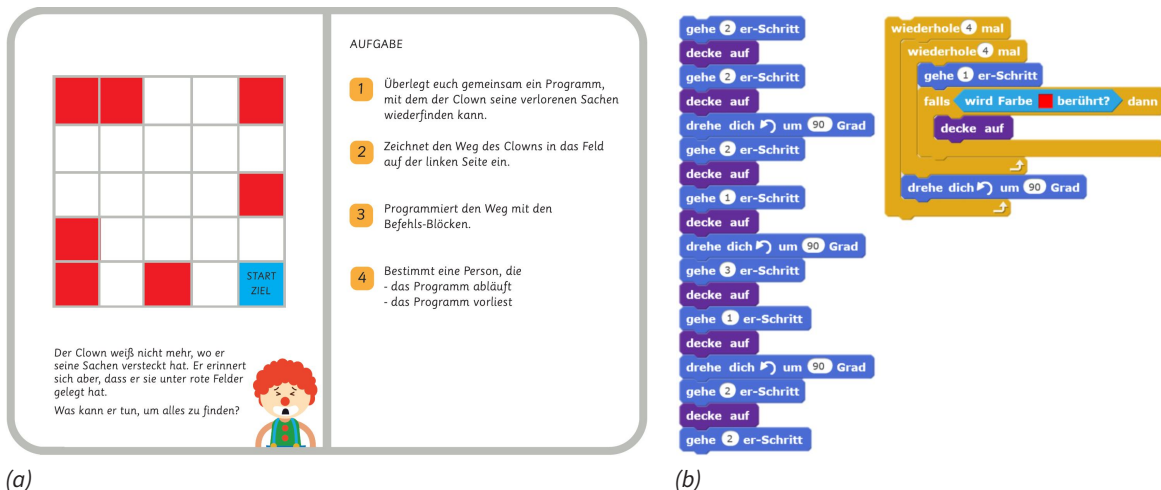 START
ZIEL
Der Clown weiß nicht mehr, wo er
seine Sachen versteckt hat. Er erinnert
sich aber, dass er sie unter rote Felder
gelegt hat.
Was kann er tun, um alles zu finden?
AUFGABE
1 Überlegt euch gemeinsam ein Programm,
mit dem der Clown seine verlorenen Sachen
wiederfinden kann.
2 Zeichnet den Weg des Clowns in das Feld
auf der linken Seite ein.
3 Programmiert den Weg mit den
Befehls-Blöcken.
4 Bestimmt eine Person, die
- das Programm abläuft
- das Programm vorliest
(a)
gehe 2 er-Schritt
decke auf
gehe 2 er-Schritt
decke auf
drehe dich um 90 Grad
gehe 2 er-Schritt
decke auf
gehe 1 er-Schritt
decke auf
drehe dich um 90 Grad
gehe 3 er-Schritt
decke auf
gehe 1 er-Schritt
decke auf
drehe dich um 90 Grad
gehe 2 er-Schritt
decke auf
gehe 2 er-Schritt
wiederhole 4 mal
wiederhole 4 mal
gehe 1 er-Schritt
falls wird Farbe berührt? dann
decke auf
drehe dich um 90 Grad
(b)